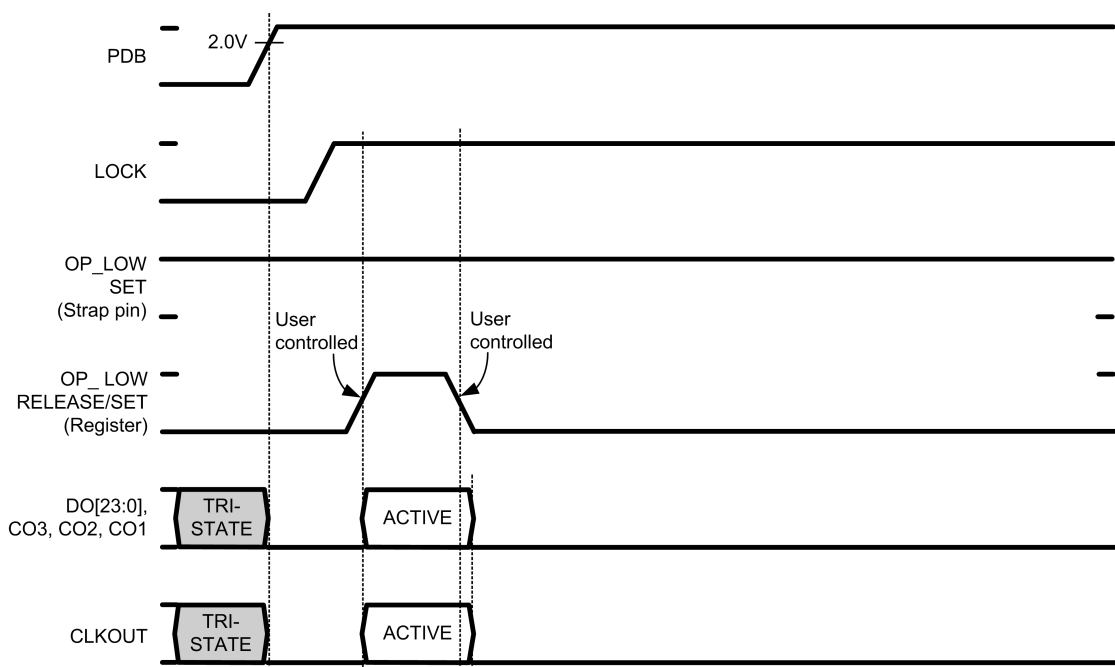 2.0V
PDB
LOCK
OP_LOW
SET
(Strap pin)
User
controlled
User
controlled
OP_ LOW
RELEASE/SET
(Register)
DO[23:0],
CO3, CO2, CO1
TRI-
STATE
ACTIVE
CLKOUT
TRI-
STATE
ACTIVE